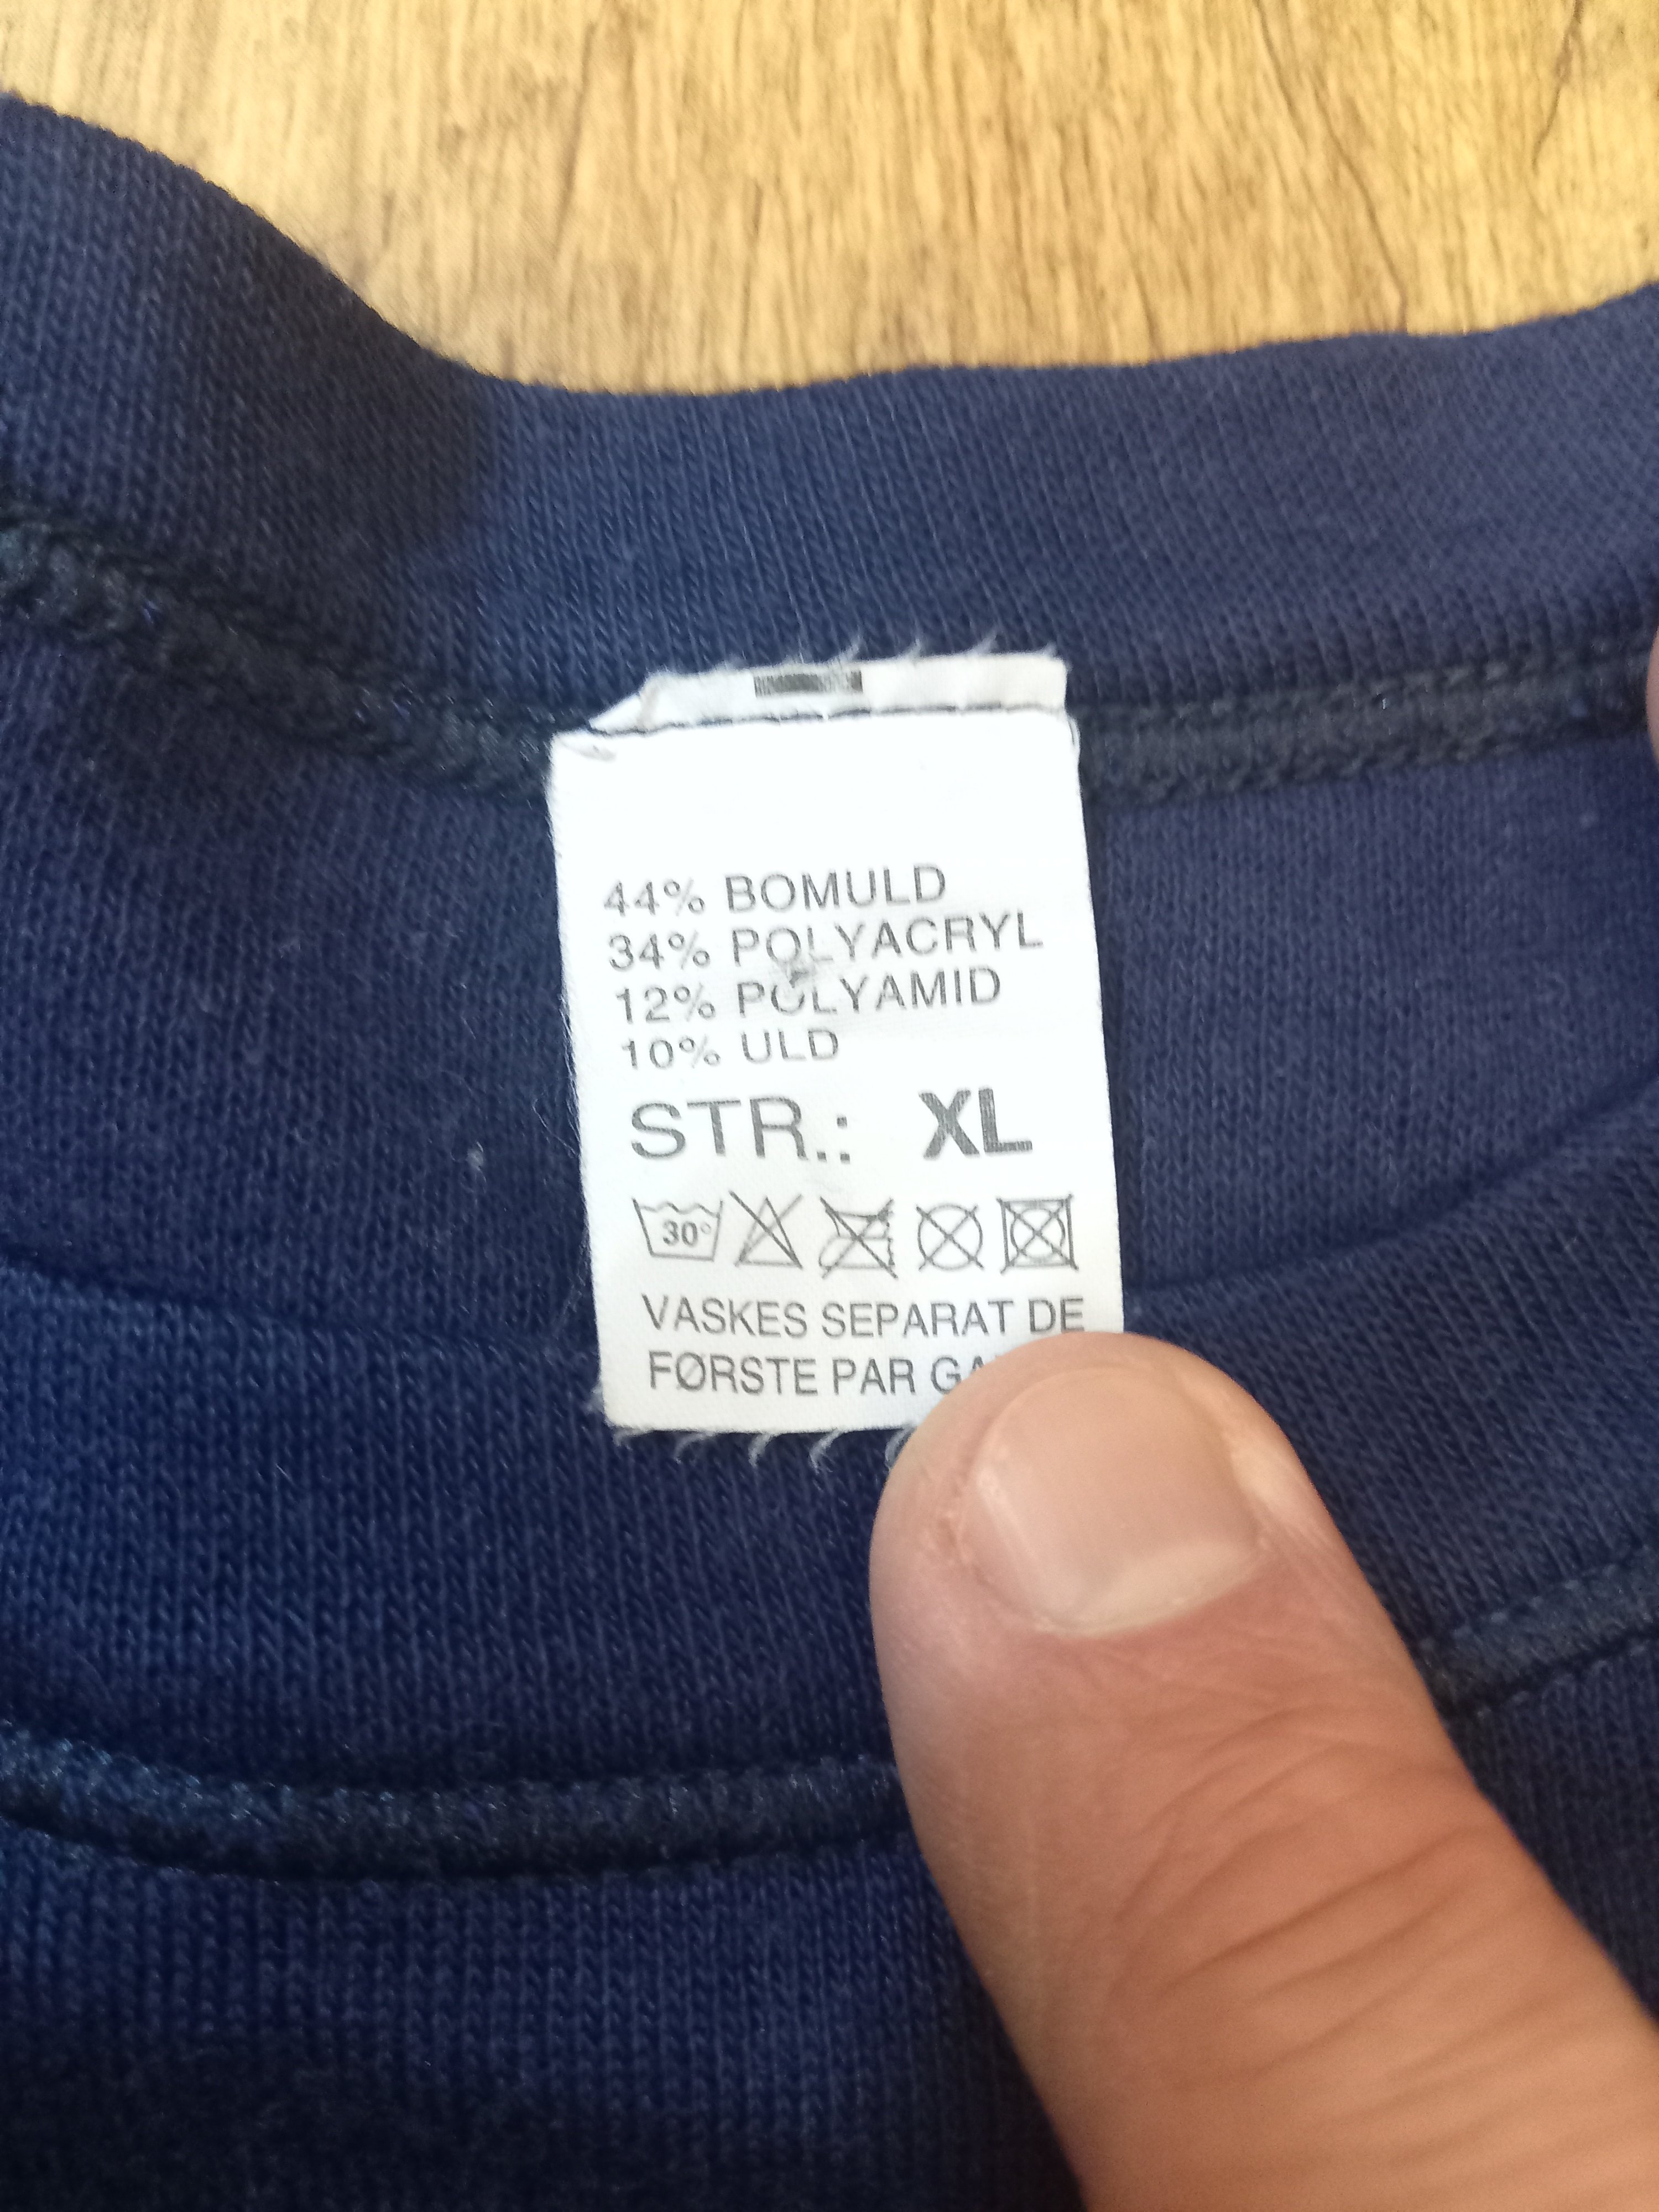 44% BOMULD
34% POLYACRYL
12% POLYAMID
10% ULD
STR.: XL
30°
VASKES SEPARAT DE
FØRSTE PAR